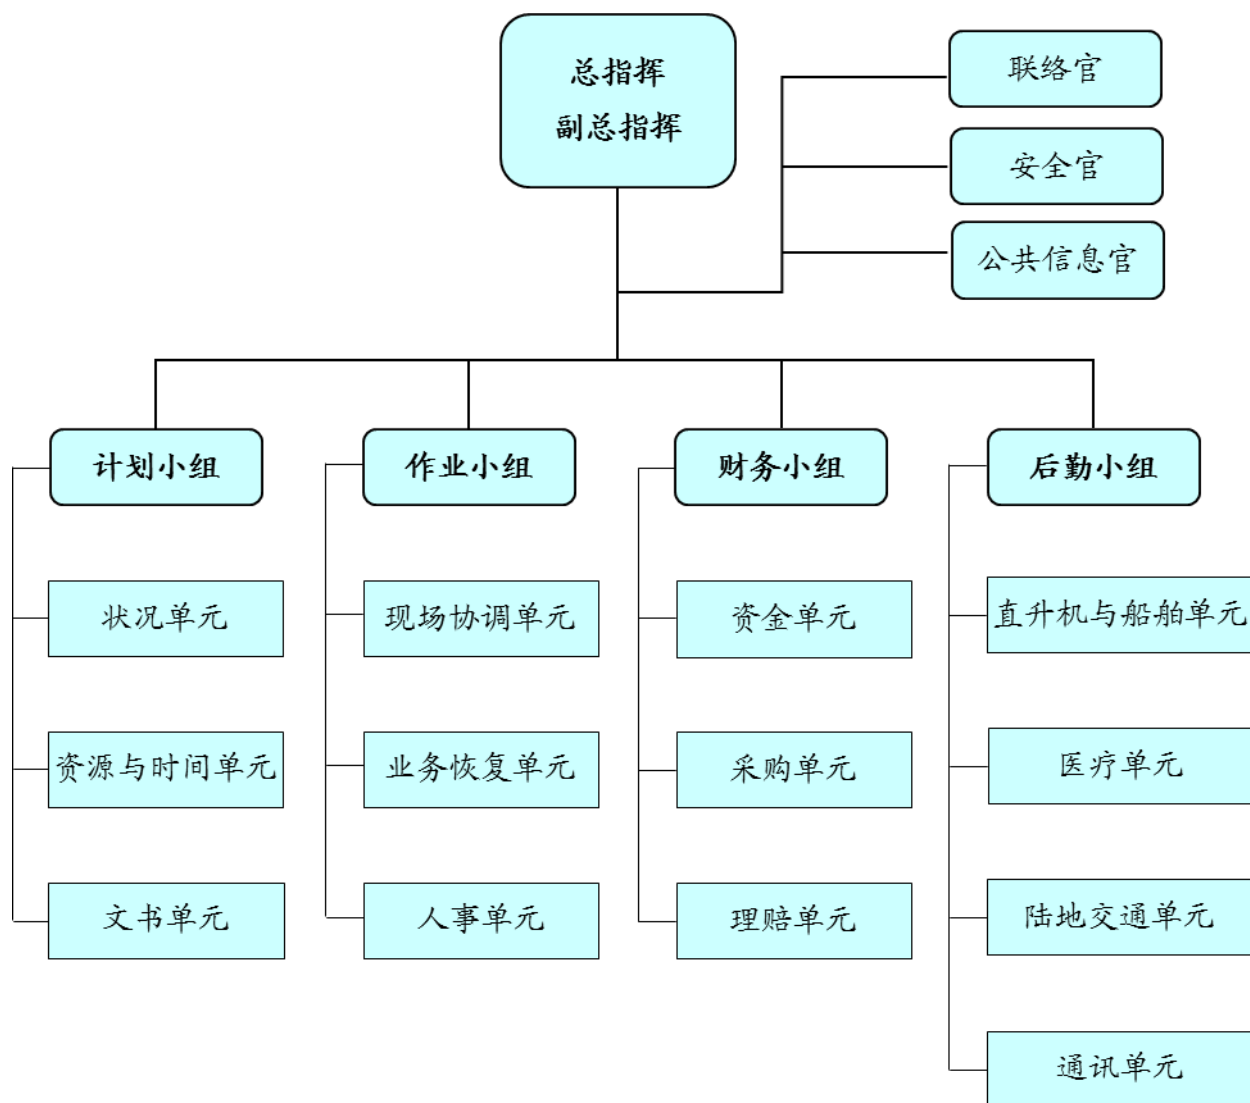 总指挥
副总指挥
联络官
安全官
公共信息官
计划小组
作业小组
财务小组
后勤小组
状况单元
现场协调单元
资金单元
直升机与船舶单元
资源与时间单元
业务恢复单元
采购单元
医疗单元
文书单元
人事单元
理赔单元
陆地交通单元
通讯单元